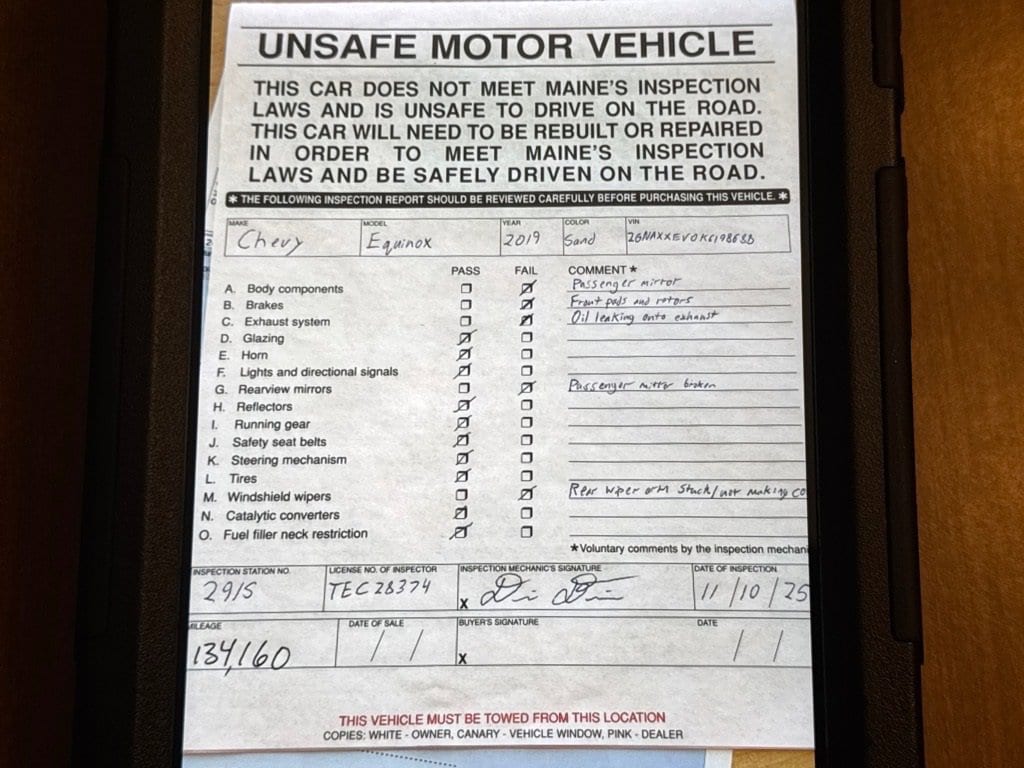 UNSAFE MOTOR VEHICLE
THIS CAR DOES NOT MEET MAINE'S INSPECTION
LAWS AND IS UNSAFE TO DRIVE ON THE ROAD.
THIS CAR WILL NEED TO BE REBUILT OR REPAIRED
IN ORDER TO MEET MAINE'S INSPECTION
LAWS AND BE SAFELY DRIVEN ON THE ROAD.
* THE FOLLOWING INSPECTION REPORT SHOULD BE REVIEWED CAREFULLY BEFORE PURCHASING THIS VEHICLE. *
MAKE MODEL YEAR COLOR VIN
Chevy Equinox 2019 Sand
PASS FAIL COMMENT *
A. Body components Passenger mirror
B. Brakes Front pads and rotors
C. Exhaust system Oil leaking onto exhaust
D. Glazing
E. Horn
F. Lights and directional signals
G. Rearview mirrors Passenger mirror broken
H. Reflectors
I. Running gear
J. Safety seat belts
K. Steering mechanism
L. Tires
M. Windshield wipers Rear wiper arm stuck/not making co
N. Catalytic converters
O. Fuel filler neck restriction
*Voluntary comments by the inspection mechani
INSPECTION STATION NO. LICENSE NO. OF INSPECTOR INSPECTION MECHANIC'S SIGNATURE DATE OF INSPECTION
TEC28374 X 11/10/25
MILEAGE DATE OF SALE BUYER'S SIGNATURE DATE
134,160 / / X / /
THIS VEHICLE MUST BE TOWED FROM THIS LOCATION
COPIES: WHITE - OWNER, CANARY - VEHICLE WINDOW, PINK - DEALER